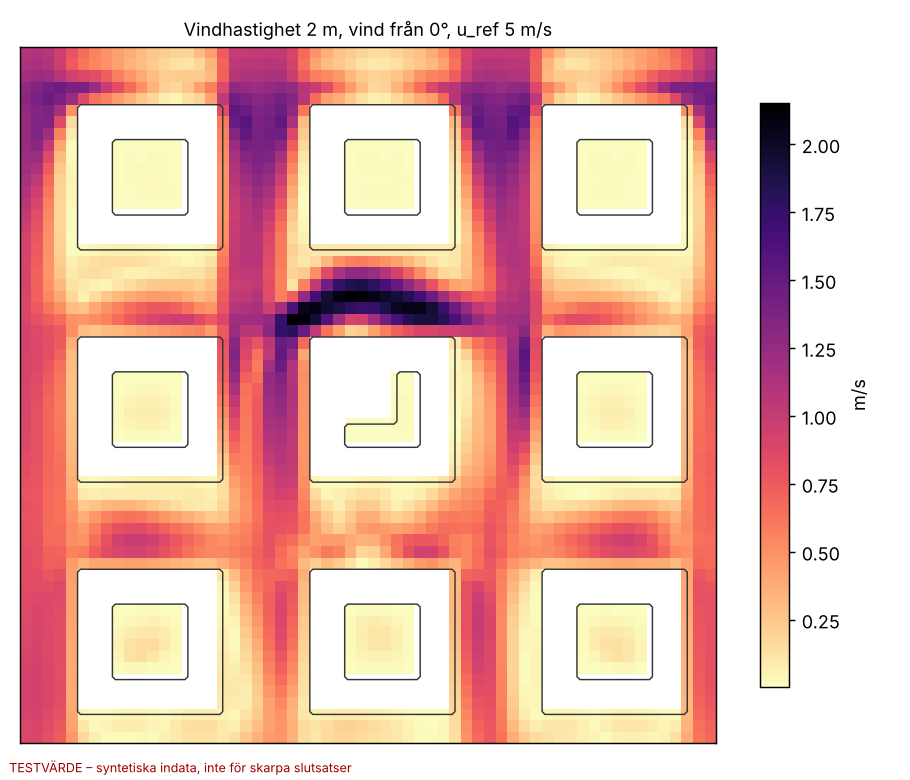 Vindhastighet 2 m, vind från 0°, u_ref 5 m/s
2.00
1.75
1.50
1.25
1.00
0.75
0.50
0.25
m/s
TESTVÄRDE – syntetiska indata, inte för skarpa slutsatser